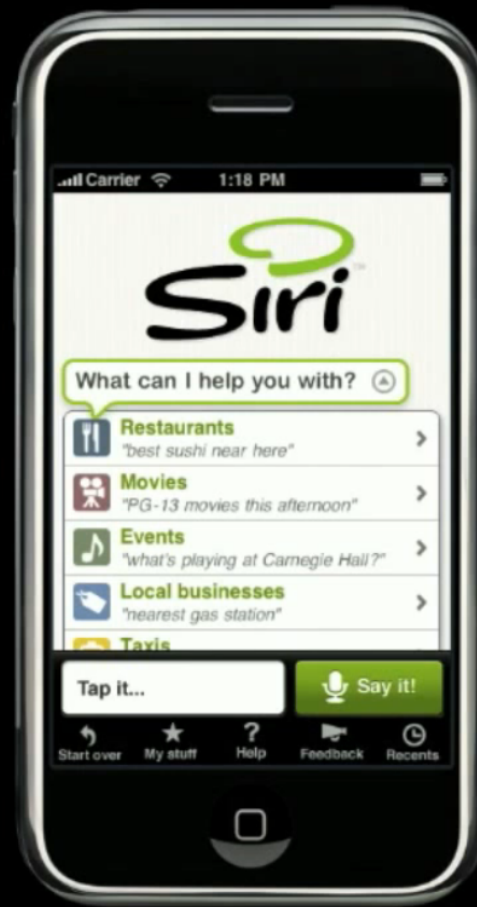 Carrier 1:18 PM
Siri™
What can I help you with?
Restaurants
"best sushi near here"
Movies
"PG-13 movies this afternoon"
Events
"what's playing at Carnegie Hall?"
Local businesses
"nearest gas station"
Taxis
Tap it... Say it!
Start over My stuff Help Feedback Recents